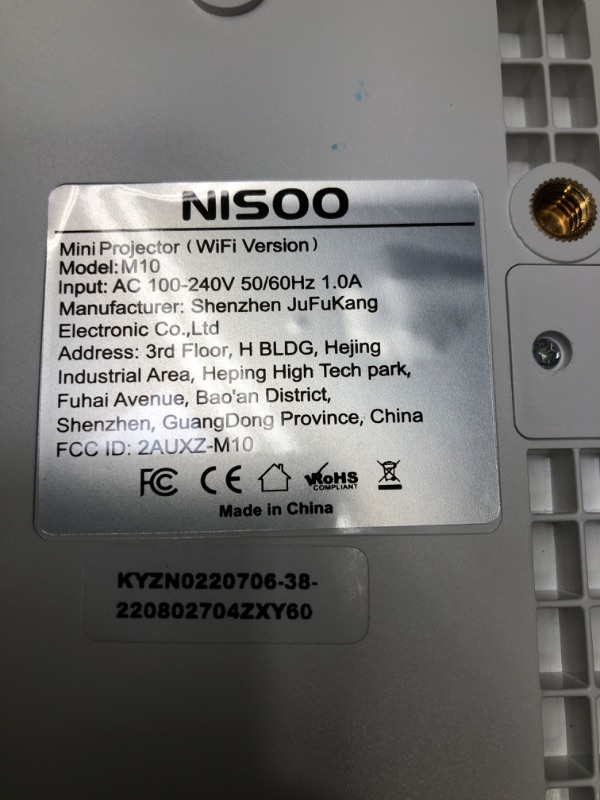 NISOO
Mini Projector (WiFi Version)
Model:M10
Input: AC 100-240V 50/60Hz 1.0A
Manufacturer: Shenzhen JuFuKang
Electronic Co.,Ltd
Address: 3rd Floor, H BLDG, Hejing
Industrial Area, Heping High Tech park,
Fuhai Avenue, Bao'an District,
Shenzhen, GuangDong Province, China
FCC ID: 2AUXZ-M10
FC CE RoHS
COMPLIANT
Made in China
KYZN0220706-38-
220802704ZXY60